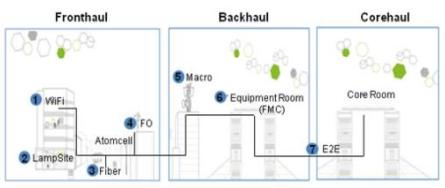 Fronthaul
Backhaul
Corehaul
1 WiFi
2 LampSite
3 Fiber
4 FO
Atomcell
5 Macro
6 Equipment Room
(FMC)
7 E2E
Core Room